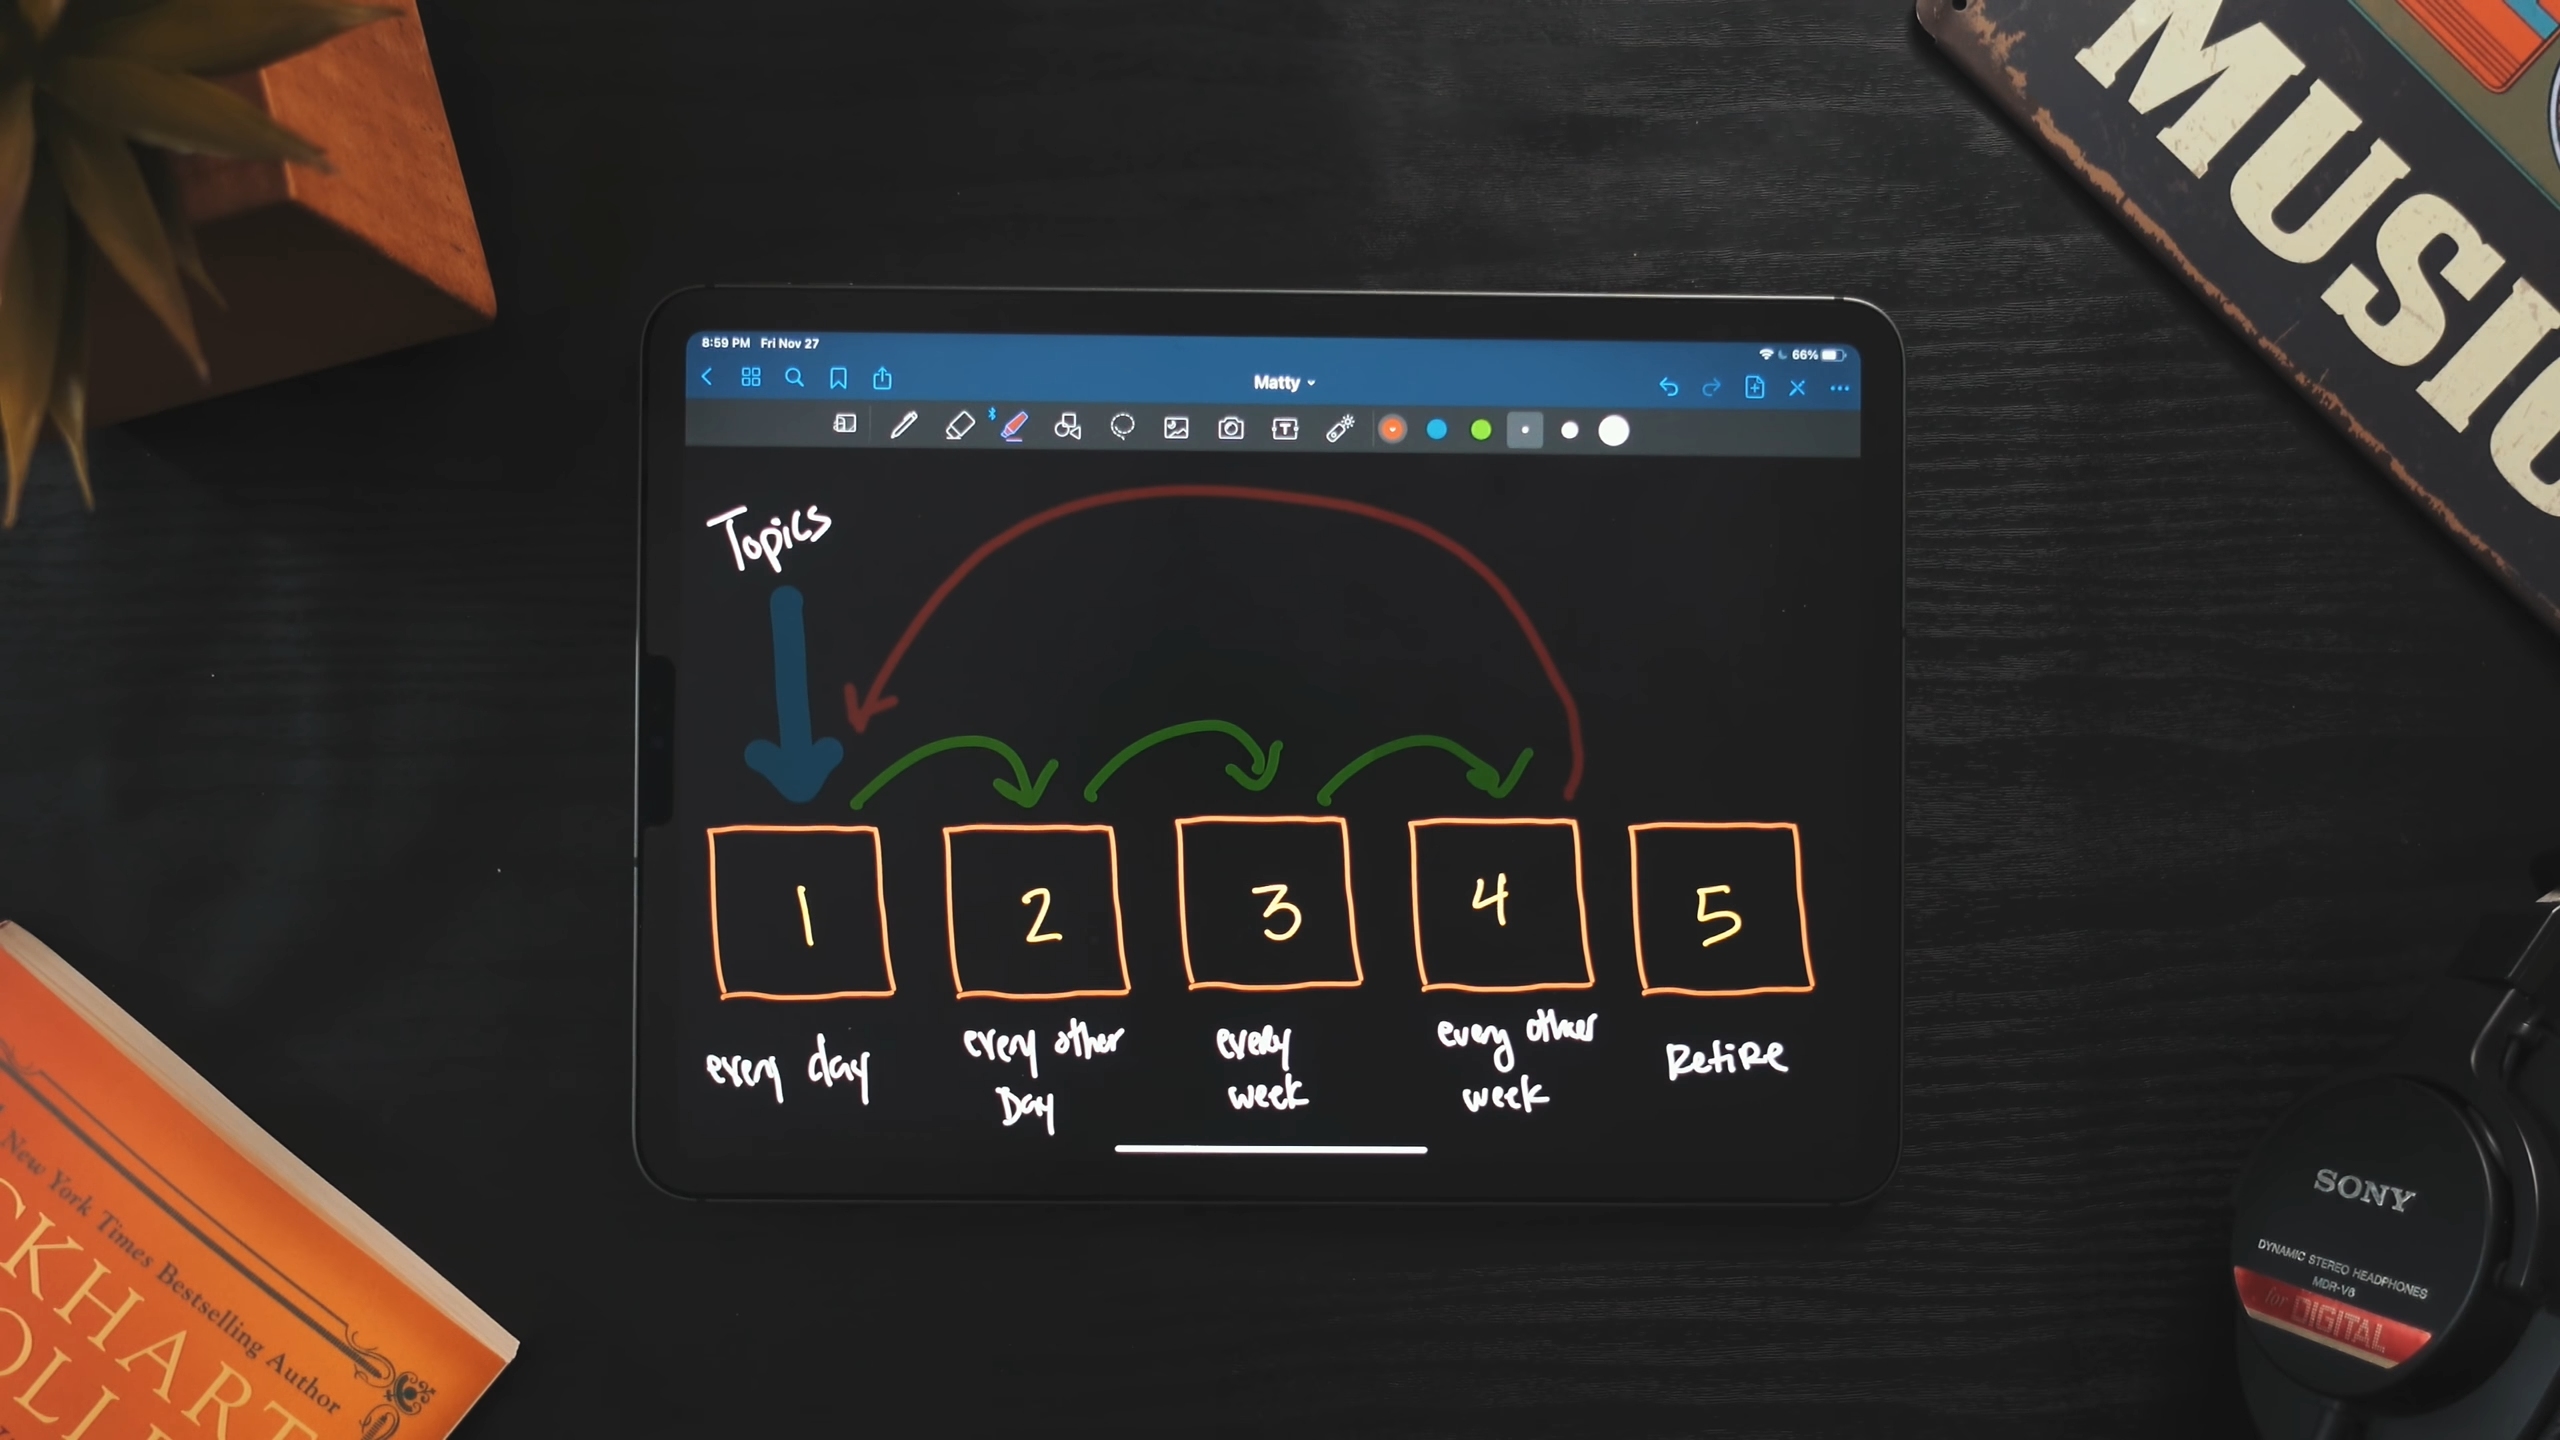 MUSIC
8:59 PM Fri Nov 27
66%
Matty
Topics
1
2
3
4
5
every day
every other
Day
every
week
every other
week
Retire
New York Times Bestselling Author
CKHART
TOLLE
SONY
DYNAMIC STEREO HEADPHONES
MDR-V6
for DIGITAL